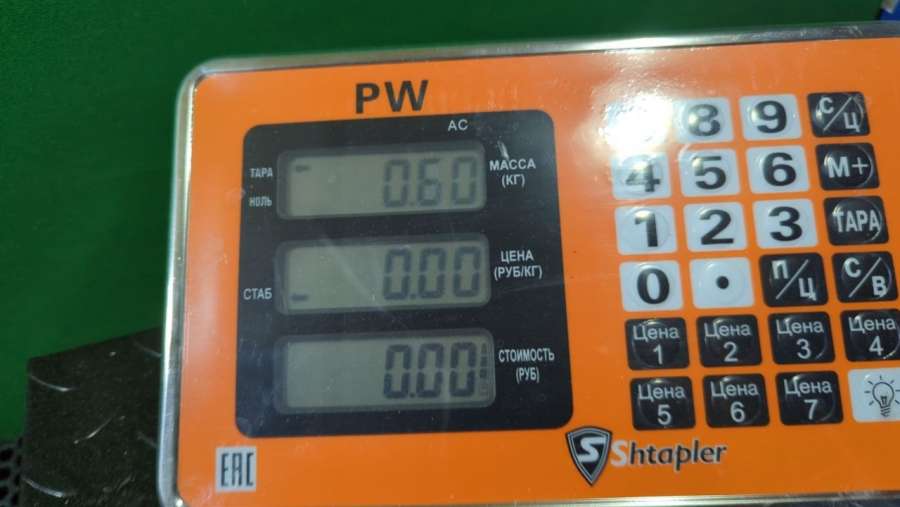 PW
AC
ТАРА
НОЛЬ
0.60
МАССА
(КГ)
СТАБ
0.00
ЦЕНА
(РУБ/КГ)
0.00
СТОИМОСТЬ
(РУБ)
8 9 С/Ц
4 5 6 М+
1 2 3 ТАРА
0 . П/Ц С/В
Цена 1 Цена 2 Цена 3 Цена 4
Цена 5 Цена 6 Цена 7
EAC
Shtapler